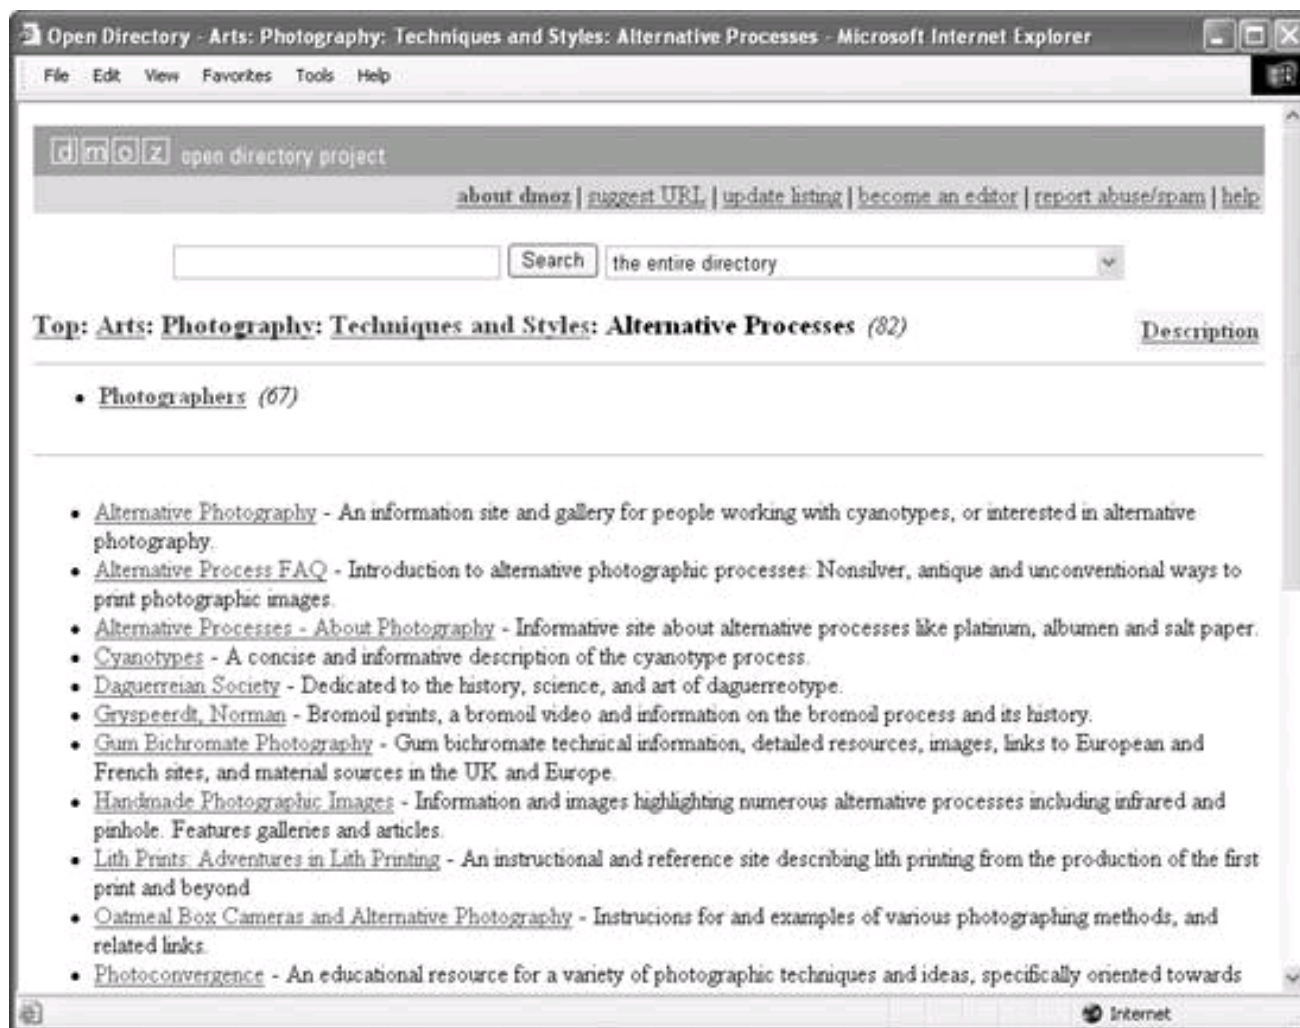 Open Directory - Arts: Photography: Techniques and Styles: Alternative Processes - Microsoft Internet Explorer
File Edit View Favorites Tools Help
dmoz open directory project
about dmoz | suggest URL | update listing | become an editor | report abuse/spam | help
Search the entire directory
Top: Arts: Photography: Techniques and Styles: Alternative Processes (82) Description
• Photographers (67)
• Alternative Photography - An information site and gallery for people working with cyanotypes, or interested in alternative
photography.
• Alternative Process FAQ - Introduction to alternative photographic processes: Nonsilver, antique and unconventional ways to
print photographic images.
• Alternative Processes - About Photography - Informative site about alternative processes like platinum, albumen and salt paper.
• Cyanotypes - A concise and informative description of the cyanotype process.
• Daguerreian Society - Dedicated to the history, science, and art of daguerreotype.
• Gryspeerdt, Norman - Bromoil prints, a bromoil video and information on the bromoil process and its history.
• Gum Bichromate Photography - Gum bichromate technical information, detailed resources, images, links to European and
French sites, and material sources in the UK and Europe.
• Handmade Photographic Images - Information and images highlighting numerous alternative processes including infrared and
pinhole. Features galleries and articles.
• Lith Prints: Adventures in Lith Printing - An instructional and reference site describing lith printing from the production of the first
print and beyond
• Oatmeal Box Cameras and Alternative Photography - Instrucions for and examples of various photographing methods, and
related links.
• Photoconvergence - An educational resource for a variety of photographic techniques and ideas, specifically oriented towards
Internet